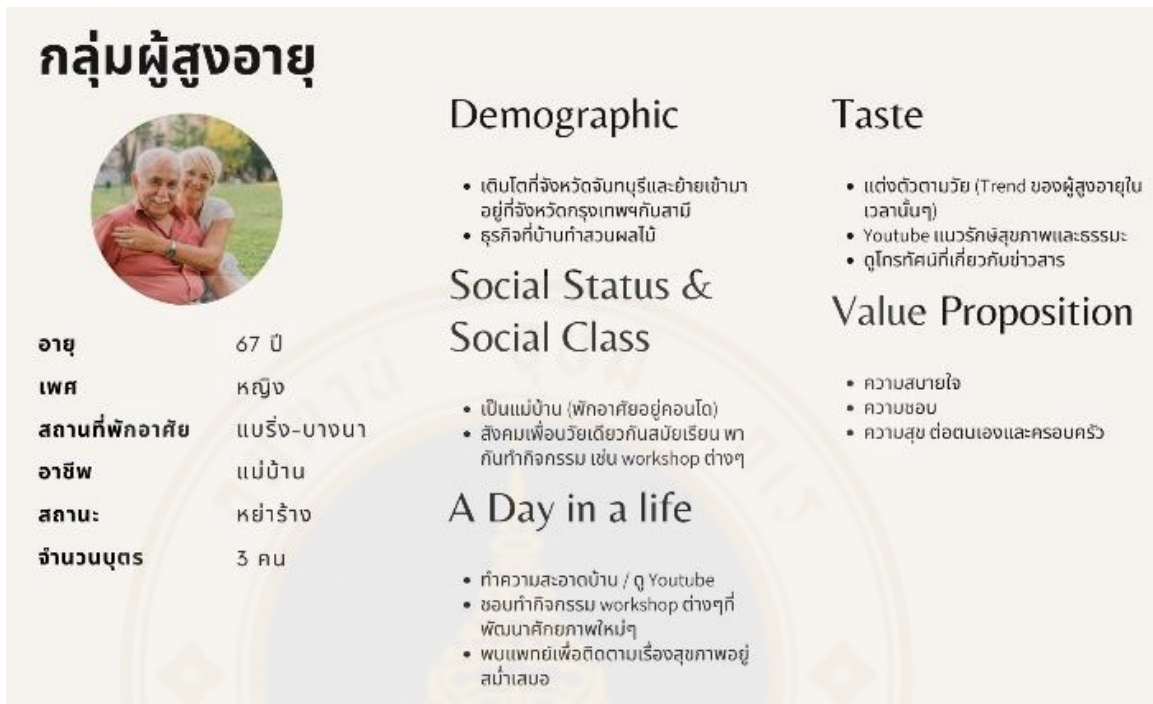 กลุ่มผู้สูงอายุ
อายุ 67 ปี
เพศ หญิง
สถานที่พักอาศัย แบริ่ง-บางนา
อาชีพ แม่บ้าน
สถานะ หย่าร้าง
จำนวนบุตร 3 คน
Demographic
• เติบโตที่จังหวัดจันทบุรีและย้ายเข้ามา
อยู่ที่จังหวัดกรุงเทพฯกับสามี
• ธุรกิจที่บ้านทำสวนผลไม้
Social Status &
Social Class
• เป็นแม่บ้าน (พักอาศัยอยู่คอนโด)
• สังคมเพื่อนวัยเดียวกันสมัยเรียน พา
กันทำกิจกรรม เช่น workshop ต่างๆ
A Day in a life
• ทำความสะอาดบ้าน / ดู Youtube
• ชอบทำกิจกรรม workshop ต่างๆที่
พัฒนาศักยภาพใหม่ๆ
• พบแพทย์เพื่อติดตามเรื่องสุขภาพอยู่
สม่ำเสมอ
Taste
• แต่งตัวตามวัย (Trend ของผู้สูงอายุใน
เวลานั้นๆ)
• Youtube แนวรักษ์สุขภาพและธรรมะ
• ดูโทรทัศน์ที่เกี่ยวกับข่าวสาร
Value Proposition
• ความสบายใจ
• ความชอบ
• ความสุข ต่อตนเองและครอบครัว